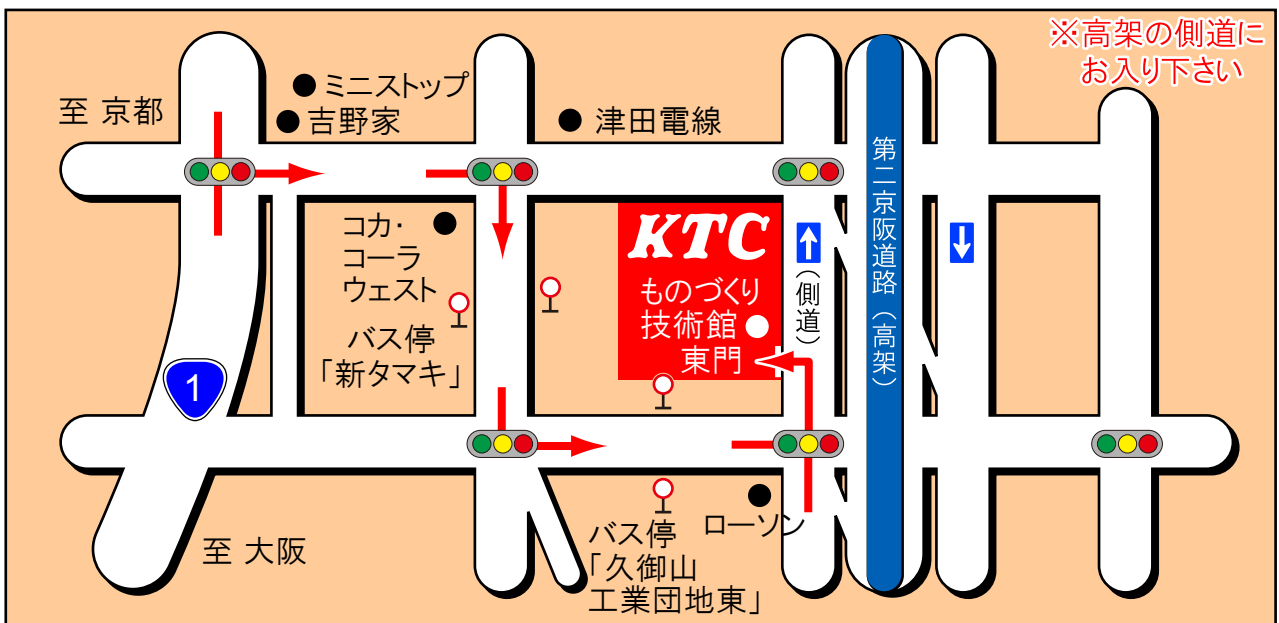 ※高架の側道に
お入り下さい
至 京都
ミニストップ
吉野家
津田電線
コカ・
コーラ
ウェスト
バス停
「新タマキ」
KTC
ものづくり
技術館
東門
(側道)
第二京阪道路(高架)
1
至 大阪
バス停
「久御山
工業団地東」
ローソン